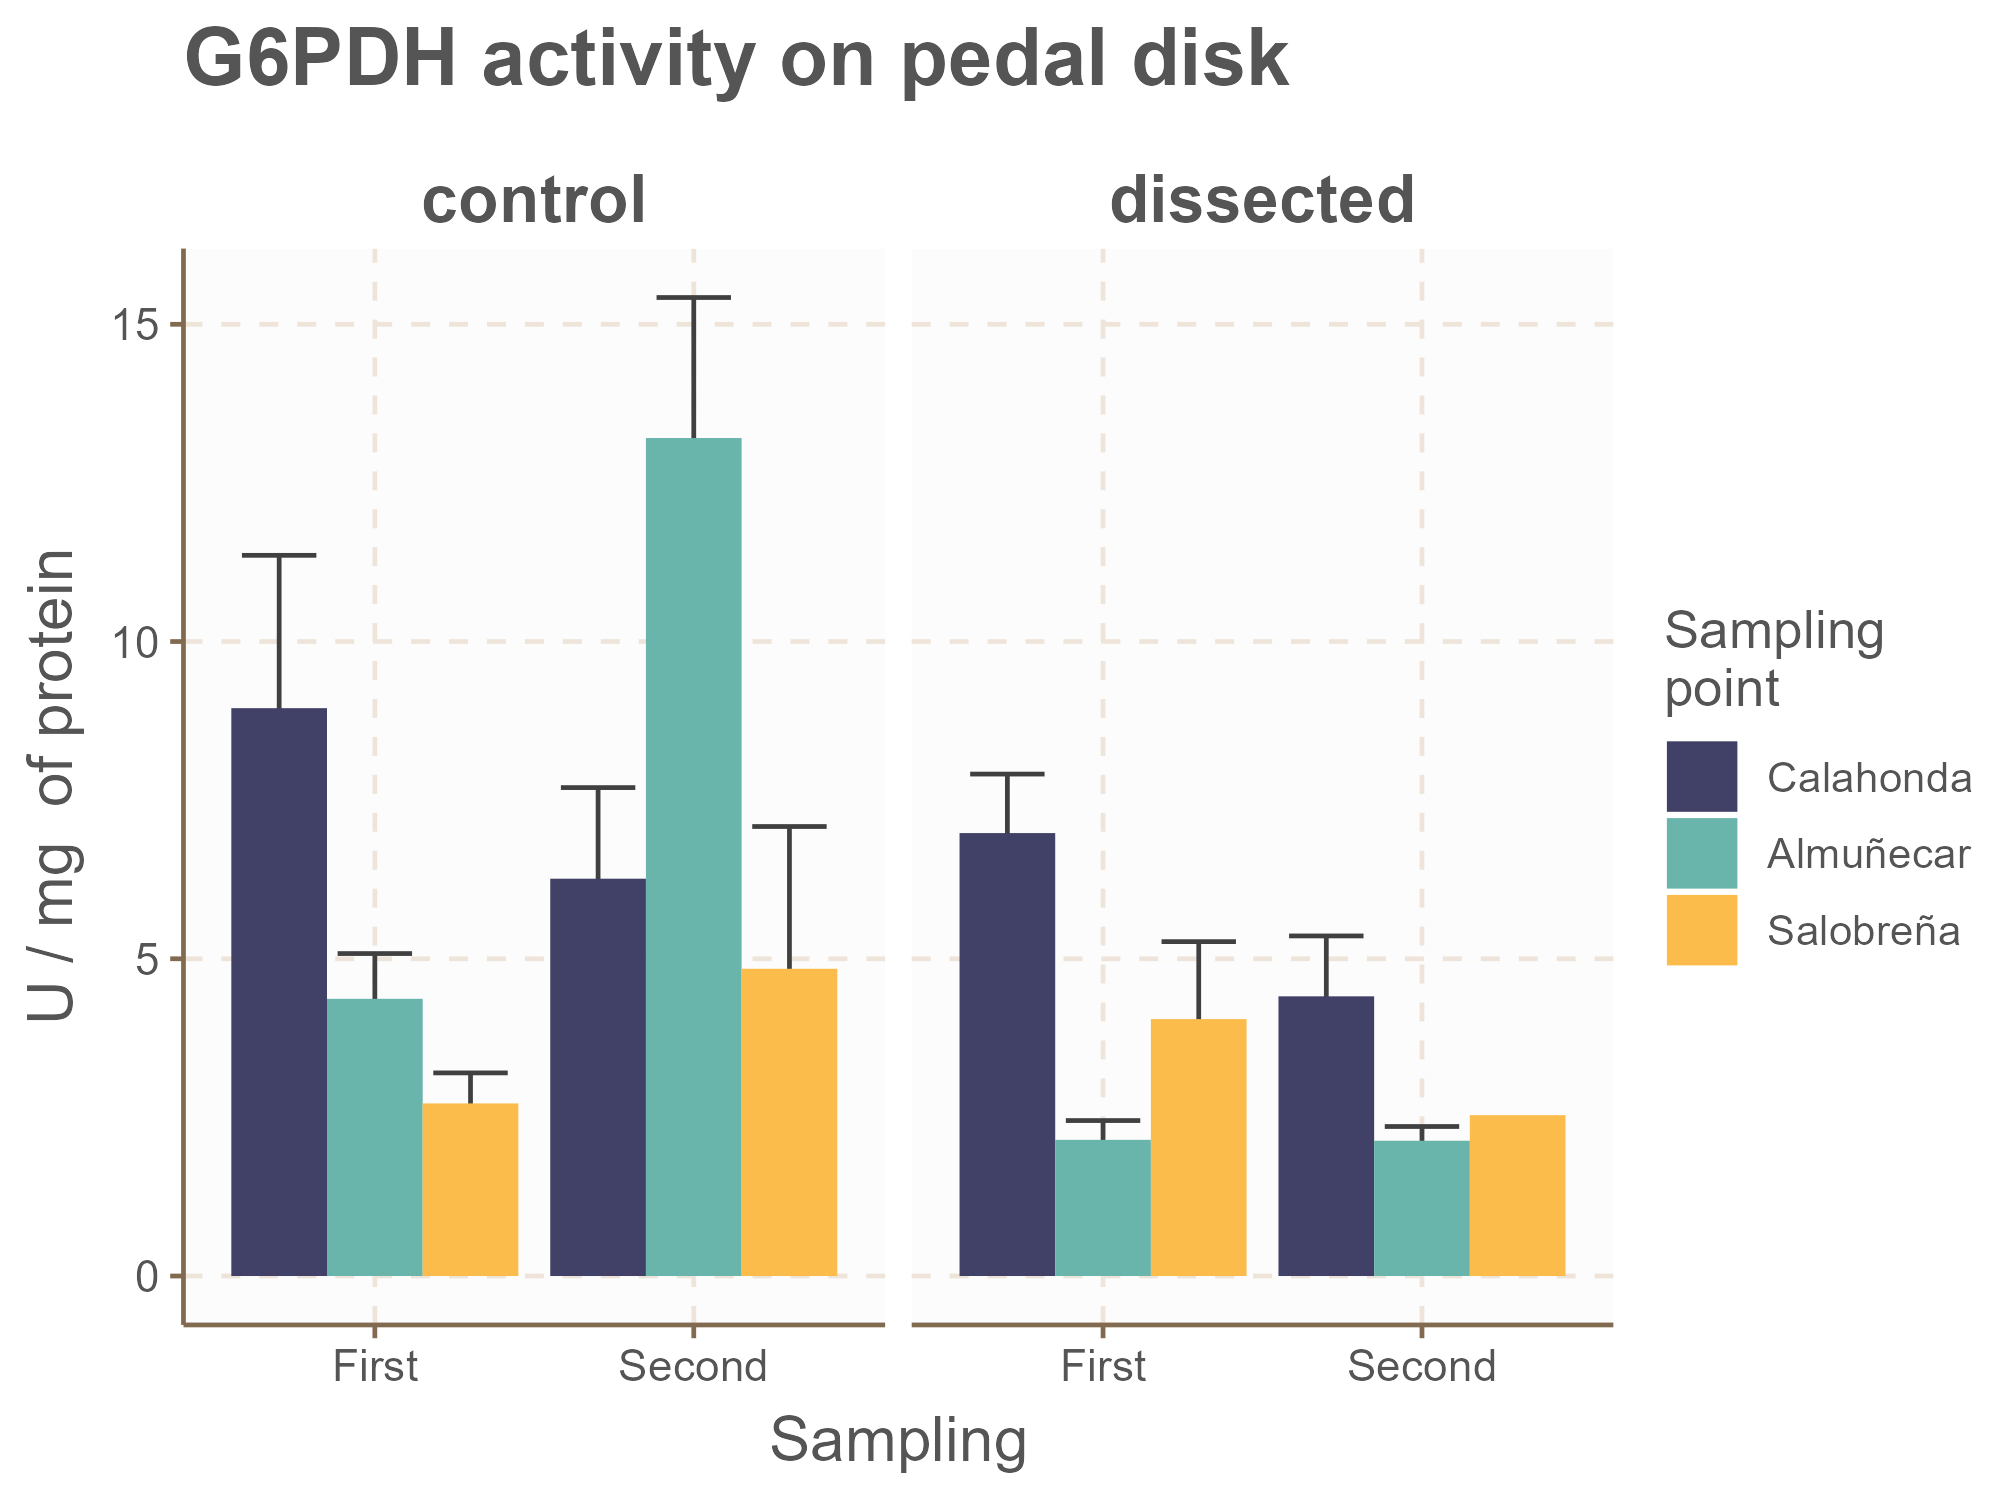 G6PDH activity on pedal disk
control
dissected
15
10
5
0
U / mg  of protein
First
Second
First
Second
Sampling
Sampling
point
Calahonda
Almuñecar
Salobreña